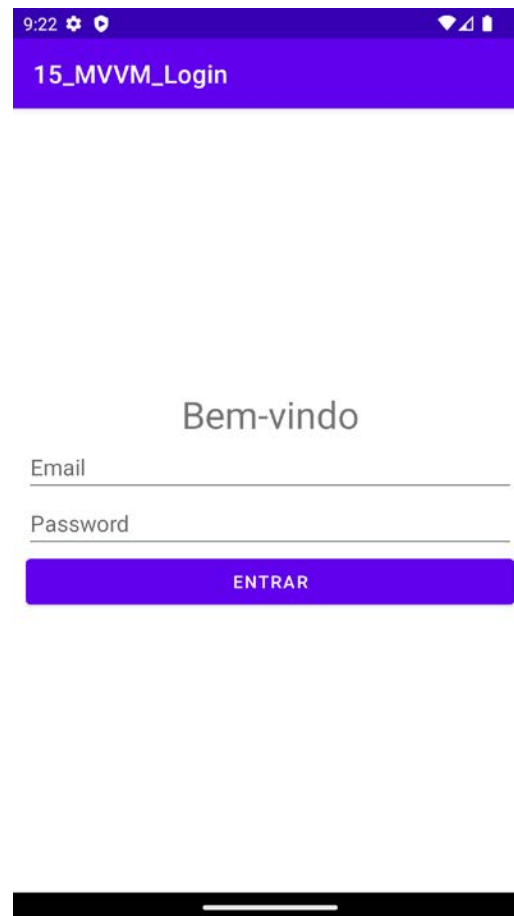 9:22
15_MVVM_Login
Bem-vindo
Email
Password
ENTRAR